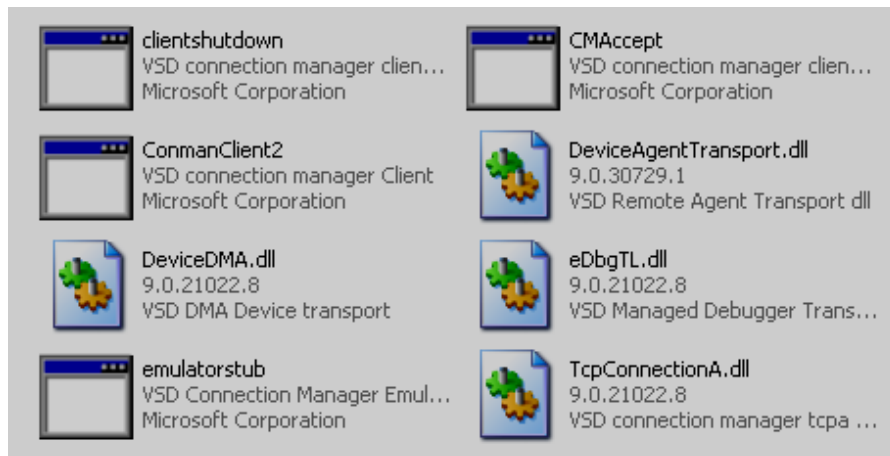 clientshutdown
VSD connection manager clien...
Microsoft Corporation
CMAccept
VSD connection manager clien...
Microsoft Corporation
ConmanClient2
VSD connection manager Client
Microsoft Corporation
DeviceAgentTransport.dll
9.0.30729.1
VSD Remote Agent Transport dll
DeviceDMA.dll
9.0.21022.8
VSD DMA Device transport
eDbgTL.dll
9.0.21022.8
VSD Managed Debugger Trans...
emulatorstub
VSD Connection Manager Emul...
Microsoft Corporation
TcpConnectionA.dll
9.0.21022.8
VSD connection manager tcpa ...